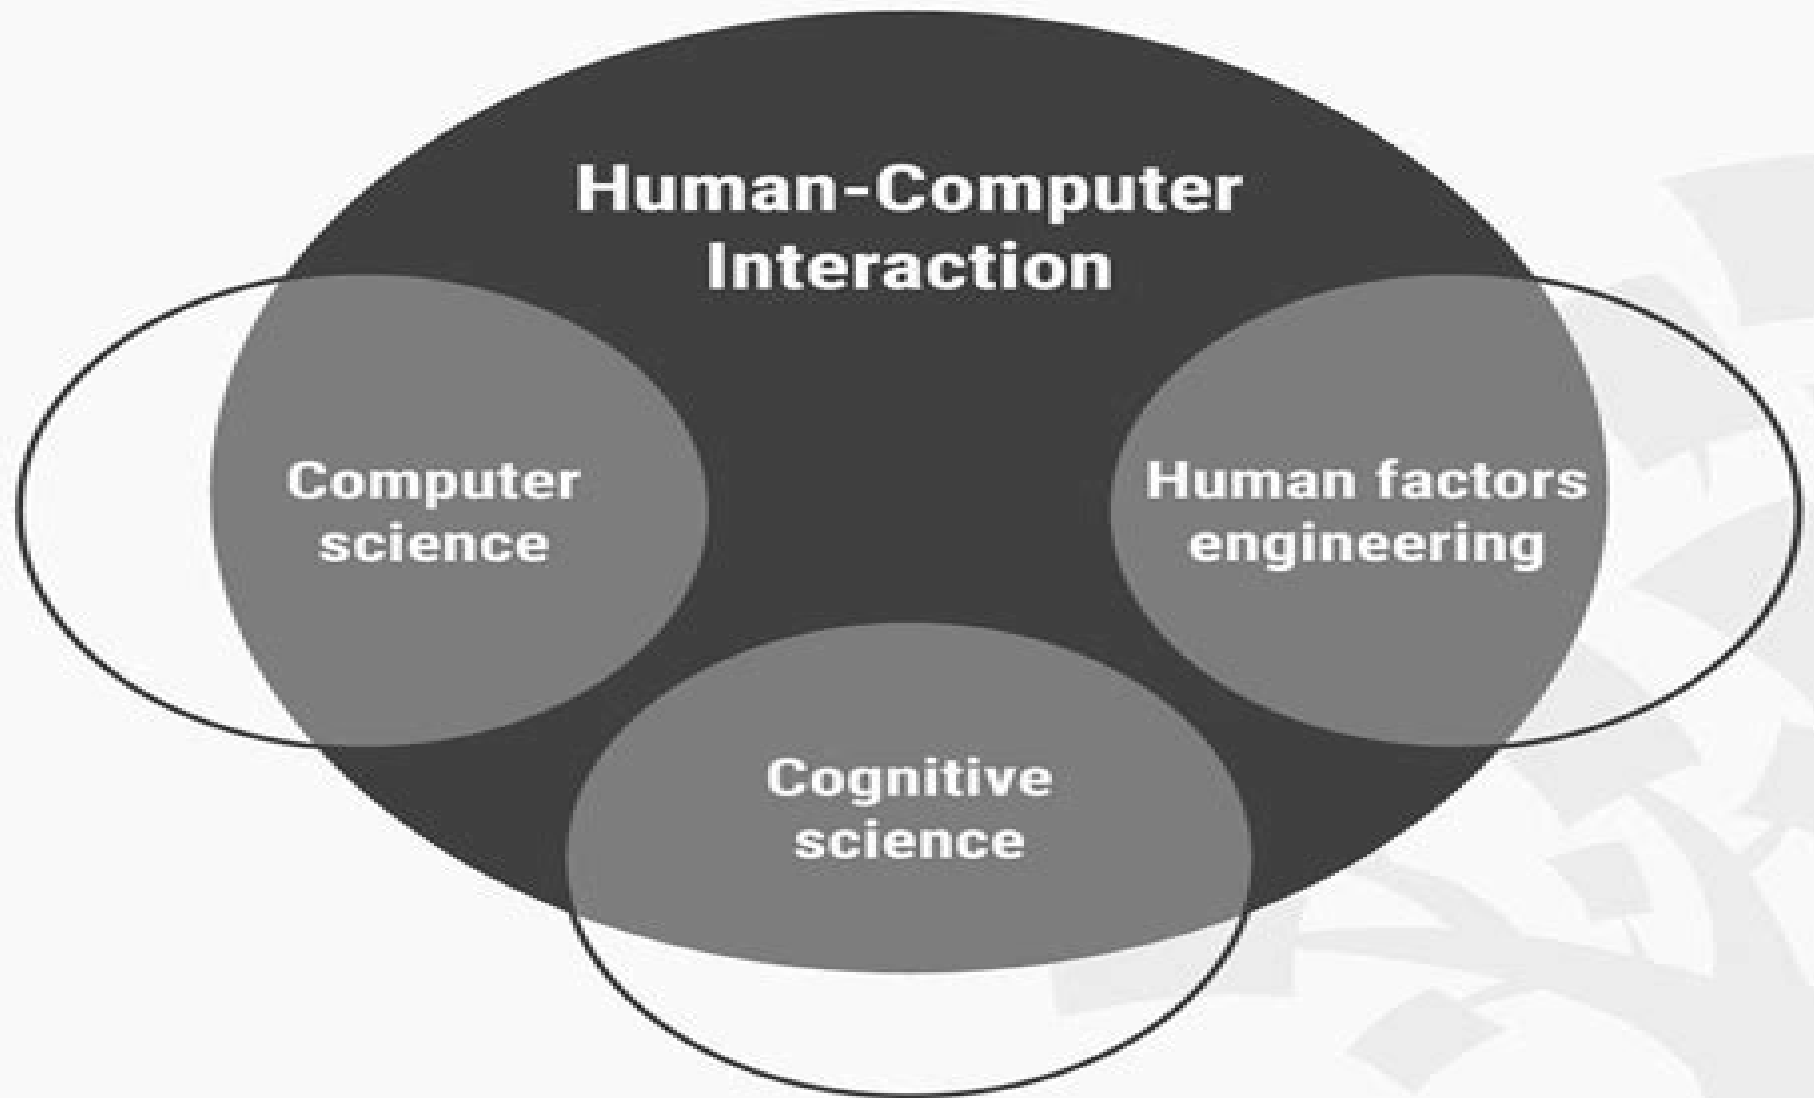 Human-Computer
Interaction
Computer
science
Human factors
engineering
Cognitive
science